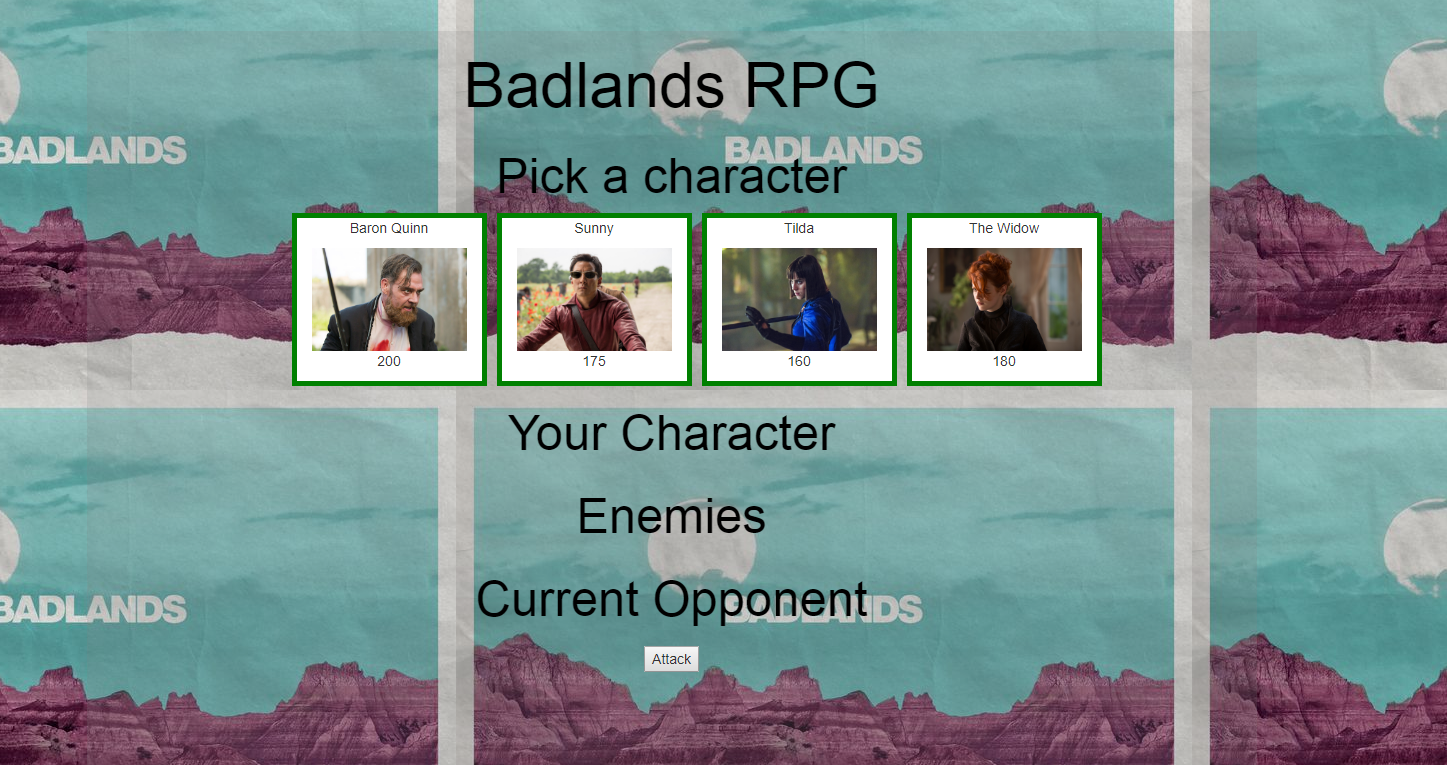 Badlands RPG
BADLANDS
BADLANDS
Pick a character
Baron Quinn
Sunny
Tilda
The Widow
200
175
160
180
Your Character
Enemies
Current Opponent
BADLANDS
BADLANDS
Attack